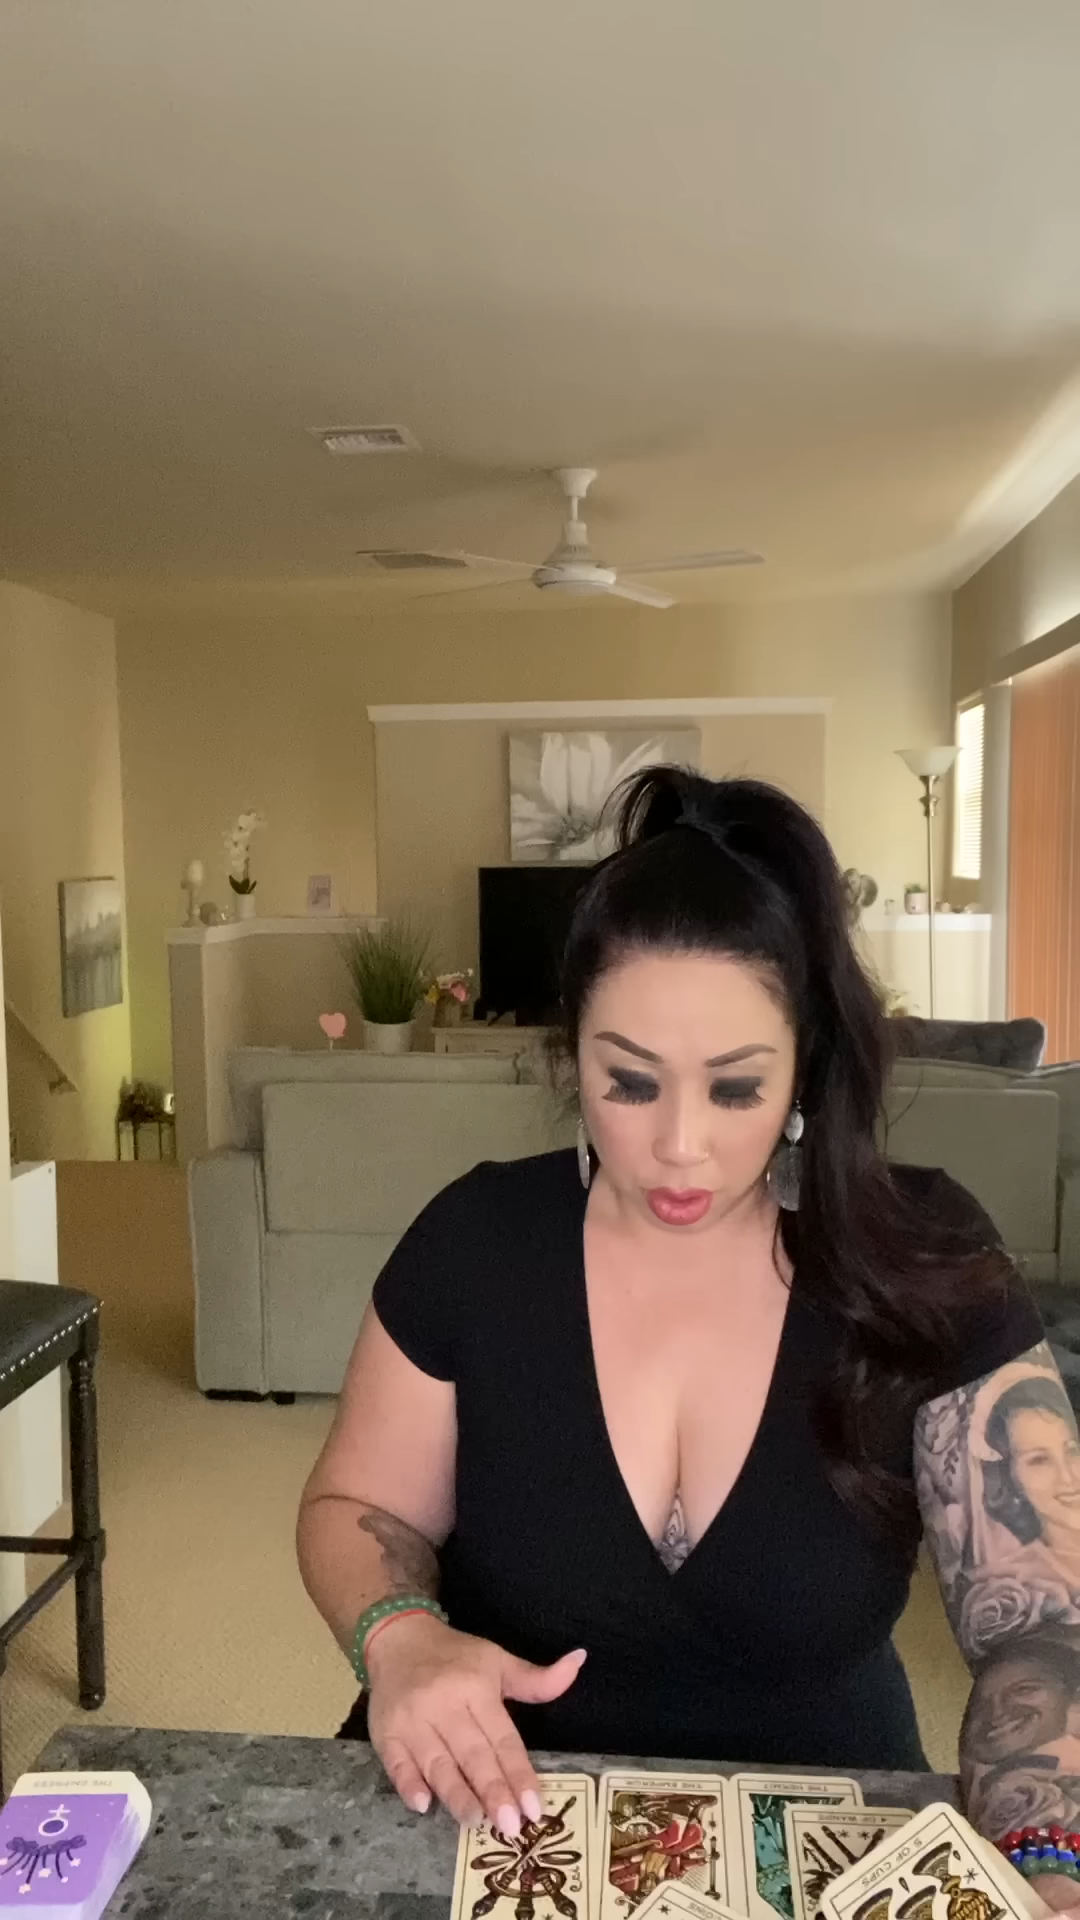 THE EMPRESS
THE EMPEROR
THE HERMIT
4 OF WANDS
5 OF CUPS